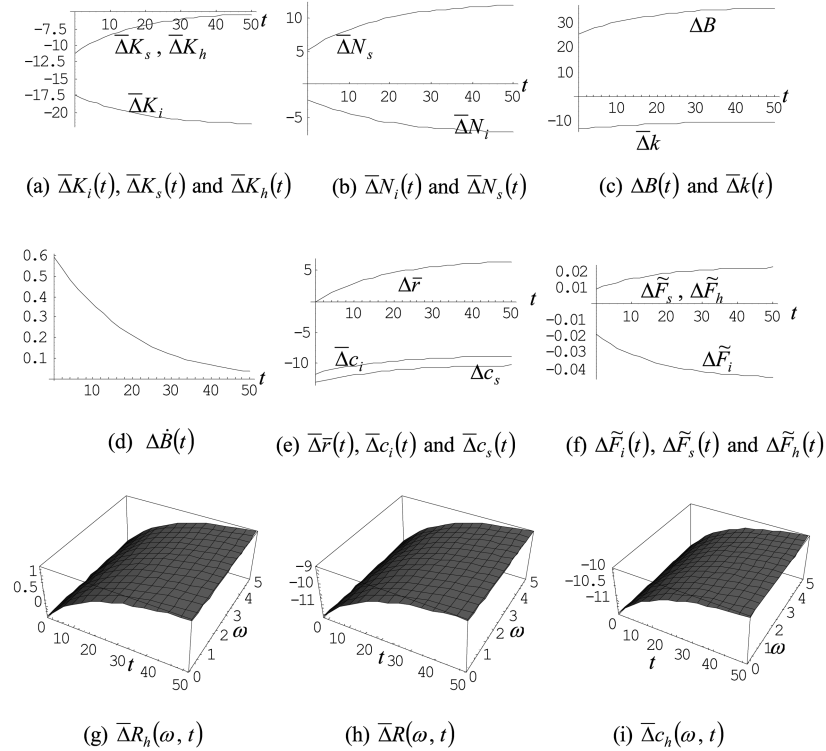 10 20 30 40 50 t
-7.5
-10
-12.5
-15
-17.5
-20
Δ̅K_s , Δ̅K_h
Δ̅K_i
10
5
-5
10 20 30 40 50 t
Δ̅N_s
Δ̅N_i
30
20
10
-10
10 20 30 40 50 t
ΔB
Δ̅k
(a) Δ̅K_i(t), Δ̅K_s(t) and Δ̅K_h(t)
(b) Δ̅N_i(t) and Δ̅N_s(t)
(c) ΔB(t) and Δ̅k(t)
0.6
0.5
0.4
0.3
0.2
0.1
10 20 30 40 50 t
5
-5
-10
10 20 30 40 50 t
Δr̅
Δ̅c_i
Δc_s
0.02
0.01
-0.01
-0.02
-0.03
-0.04
10 20 30 40 50 t
ΔF̃_s , ΔF̃_h
ΔF̃_i
(d) ΔḂ(t)
(e) Δ̅r̅(t), Δ̅c_i(t) and Δ̅c_s(t)
(f) ΔF̃_i(t), ΔF̃_s(t) and ΔF̃_h(t)
1
0.5
0
0 10 20 30 40 50
t
0 1 2 3 4 5
ω
-9
-10
-11
0 10 20 30 40 50
t
0 1 2 3 4 5
ω
-10
-10.5
-11
0 10 20 30 40 50
t
0 1 2 3 4 5
ω
(g) Δ̅R_h(ω, t)
(h) Δ̅R(ω, t)
(i) Δ̅c_h(ω, t)